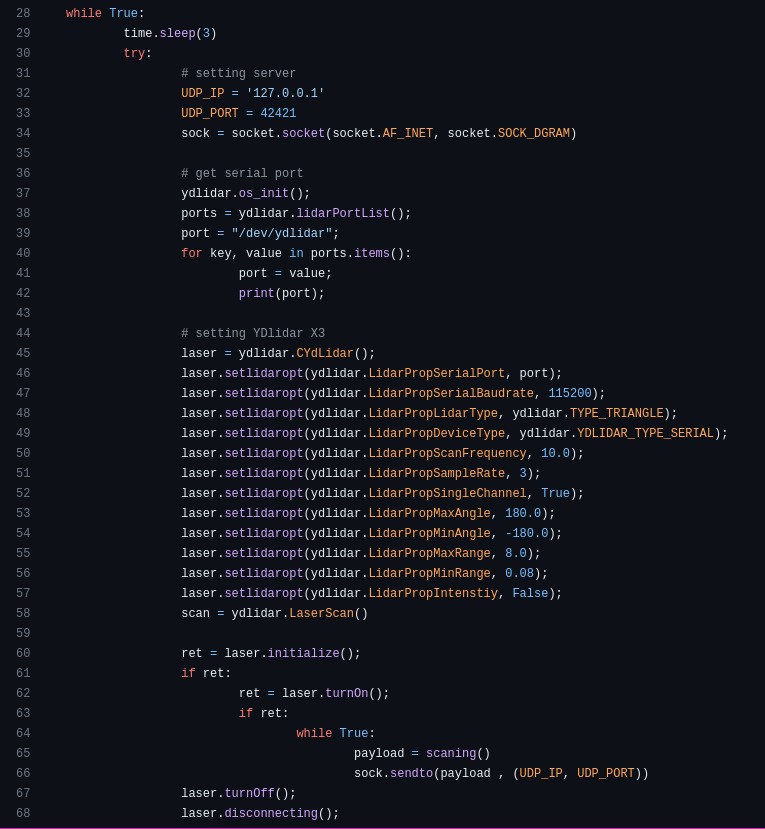 28 while True:
29 time.sleep(3)
30 try:
31 # setting server
32 UDP_IP = '127.0.0.1'
33 UDP_PORT = 42421
34 sock = socket.socket(socket.AF_INET, socket.SOCK_DGRAM)
35
36 # get serial port
37 ydlidar.os_init();
38 ports = ydlidar.lidarPortList();
39 port = "/dev/ydlidar";
40 for key, value in ports.items():
41 port = value;
42 print(port);
43
44 # setting YDlidar X3
45 laser = ydlidar.CYdLidar();
46 laser.setlidaropt(ydlidar.LidarPropSerialPort, port);
47 laser.setlidaropt(ydlidar.LidarPropSerialBaudrate, 115200);
48 laser.setlidaropt(ydlidar.LidarPropLidarType, ydlidar.TYPE_TRIANGLE);
49 laser.setlidaropt(ydlidar.LidarPropDeviceType, ydlidar.YDLIDAR_TYPE_SERIAL);
50 laser.setlidaropt(ydlidar.LidarPropScanFrequency, 10.0);
51 laser.setlidaropt(ydlidar.LidarPropSampleRate, 3);
52 laser.setlidaropt(ydlidar.LidarPropSingleChannel, True);
53 laser.setlidaropt(ydlidar.LidarPropMaxAngle, 180.0);
54 laser.setlidaropt(ydlidar.LidarPropMinAngle, -180.0);
55 laser.setlidaropt(ydlidar.LidarPropMaxRange, 8.0);
56 laser.setlidaropt(ydlidar.LidarPropMinRange, 0.08);
57 laser.setlidaropt(ydlidar.LidarPropIntenstiy, False);
58 scan = ydlidar.LaserScan()
59
60 ret = laser.initialize();
61 if ret:
62 ret = laser.turnOn();
63 if ret:
64 while True:
65 payload = scaning()
66 sock.sendto(payload , (UDP_IP, UDP_PORT))
67 laser.turnOff();
68 laser.disconnecting();